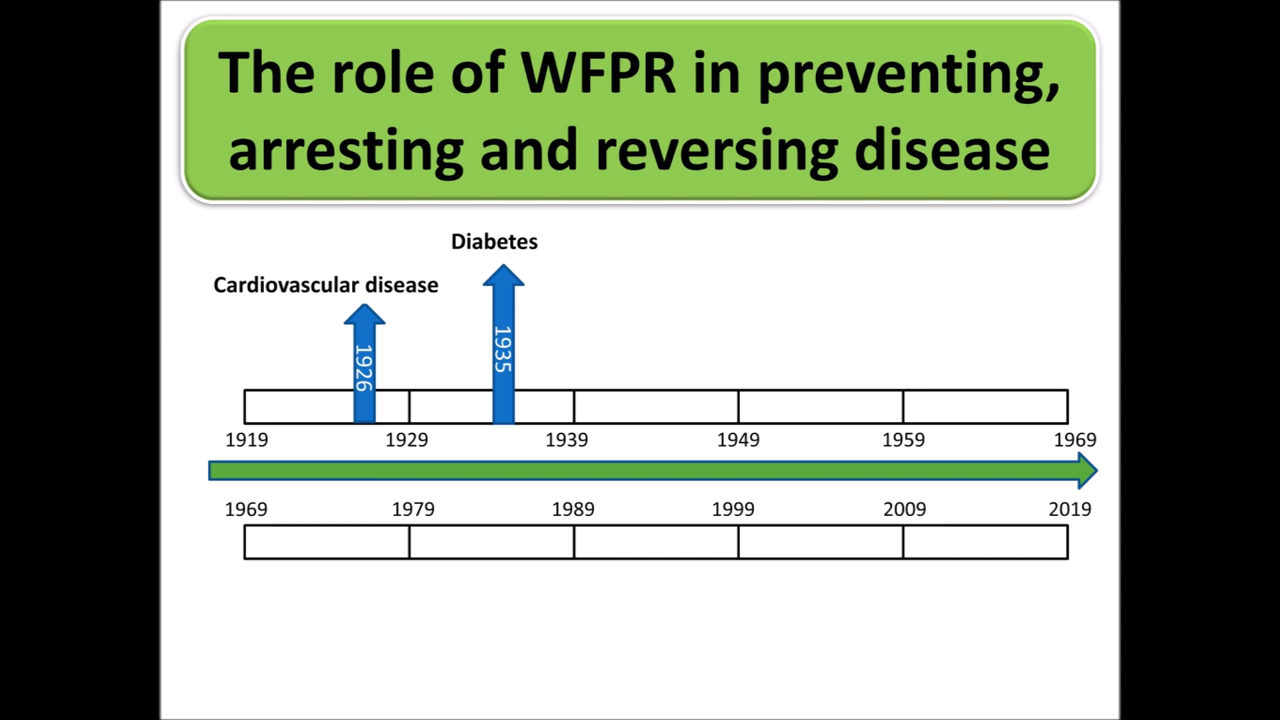 The role of WFPR in preventing,
arresting and reversing disease
Diabetes
Cardiovascular disease
1926
1935
1919 1929 1939 1949 1959 1969
1969 1979 1989 1999 2009 2019